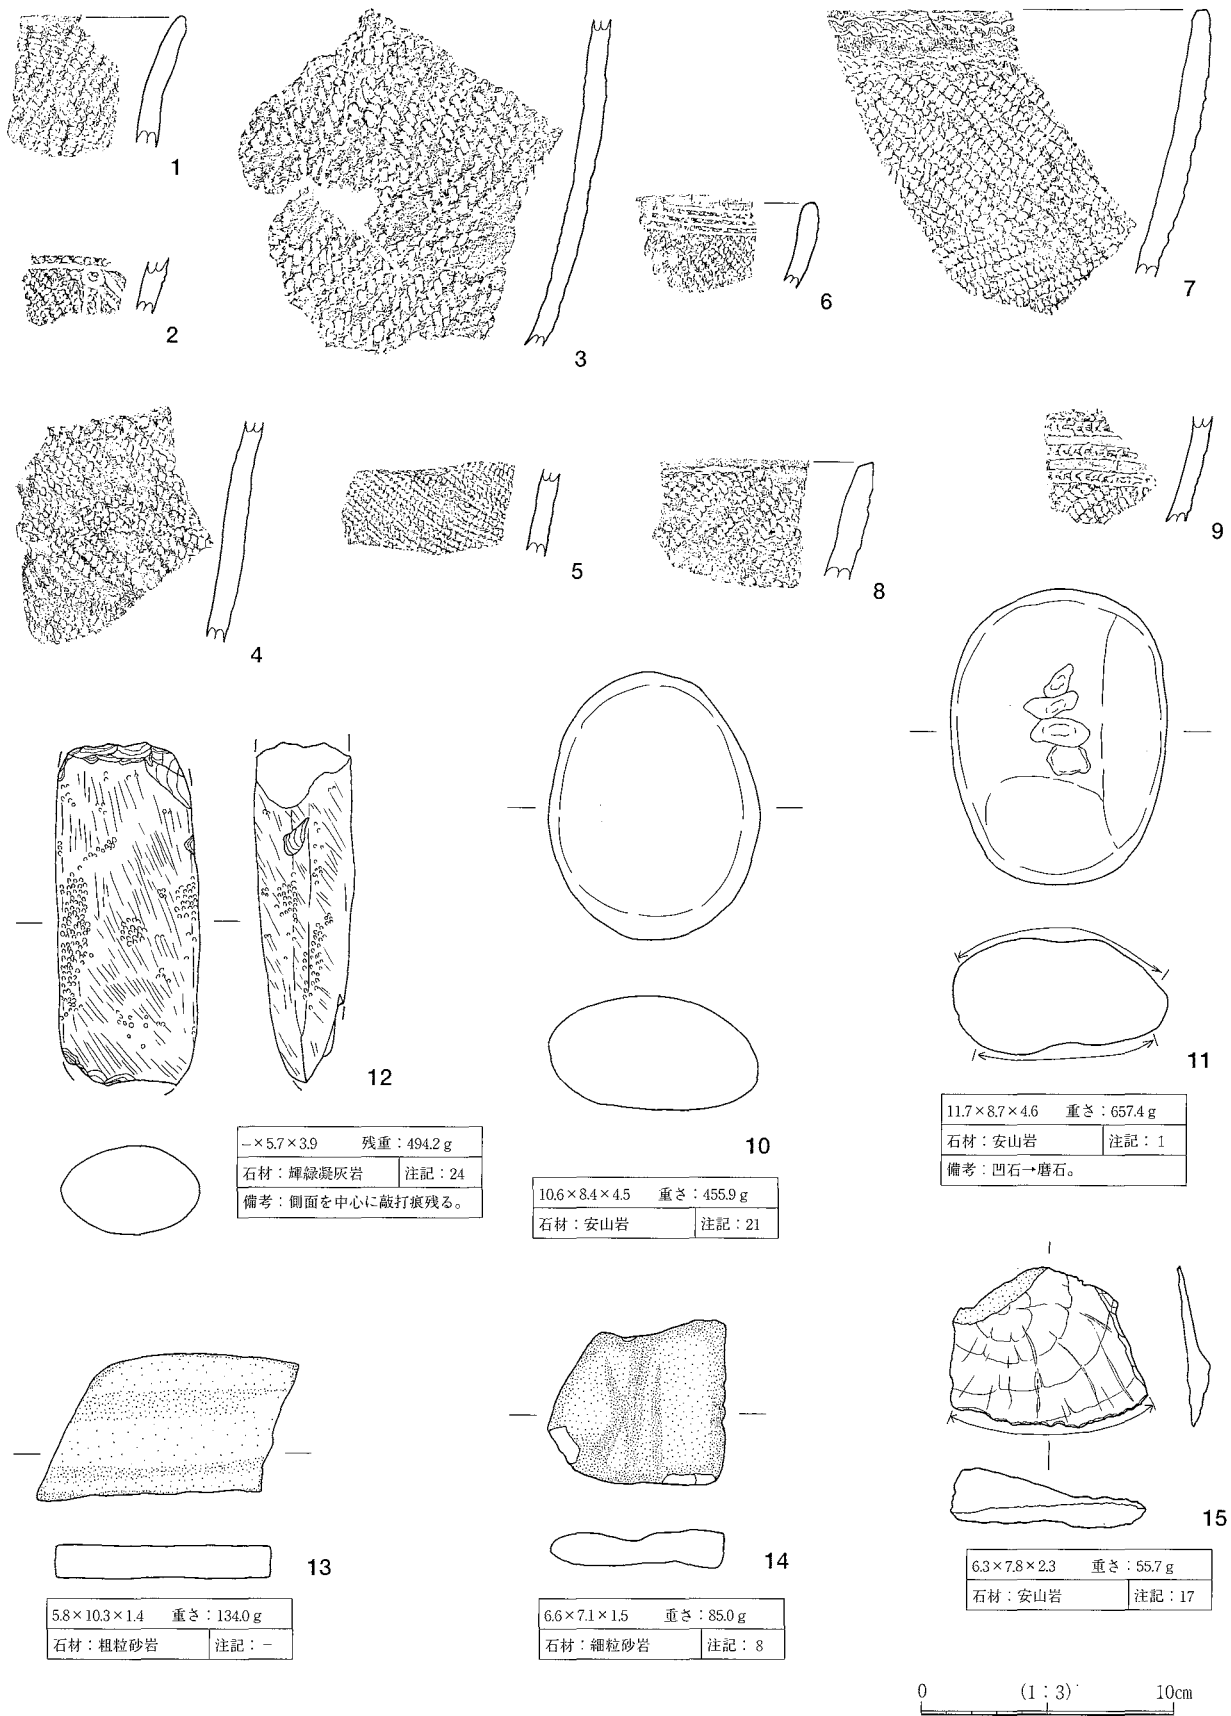 1
2
3
6
7
4
5
8
9
12
10
11
－×5.7×3.9　残重：494.2 g
石材：輝緑凝灰岩　注記：24
備考：側面を中心に敲打痕残る。
10.6×8.4×4.5　重さ：455.9 g
石材：安山岩　注記：21
11.7×8.7×4.6　重さ：657.4 g
石材：安山岩　注記：1
備考：凹石→磨石。
13
14
15
5.8×10.3×1.4　重さ：134.0 g
石材：粗粒砂岩　注記：－
6.6×7.1×1.5　重さ：85.0 g
石材：細粒砂岩　注記：8
6.3×7.8×2.3　重さ：55.7 g
石材：安山岩　注記：17
0　(1：3)　10cm